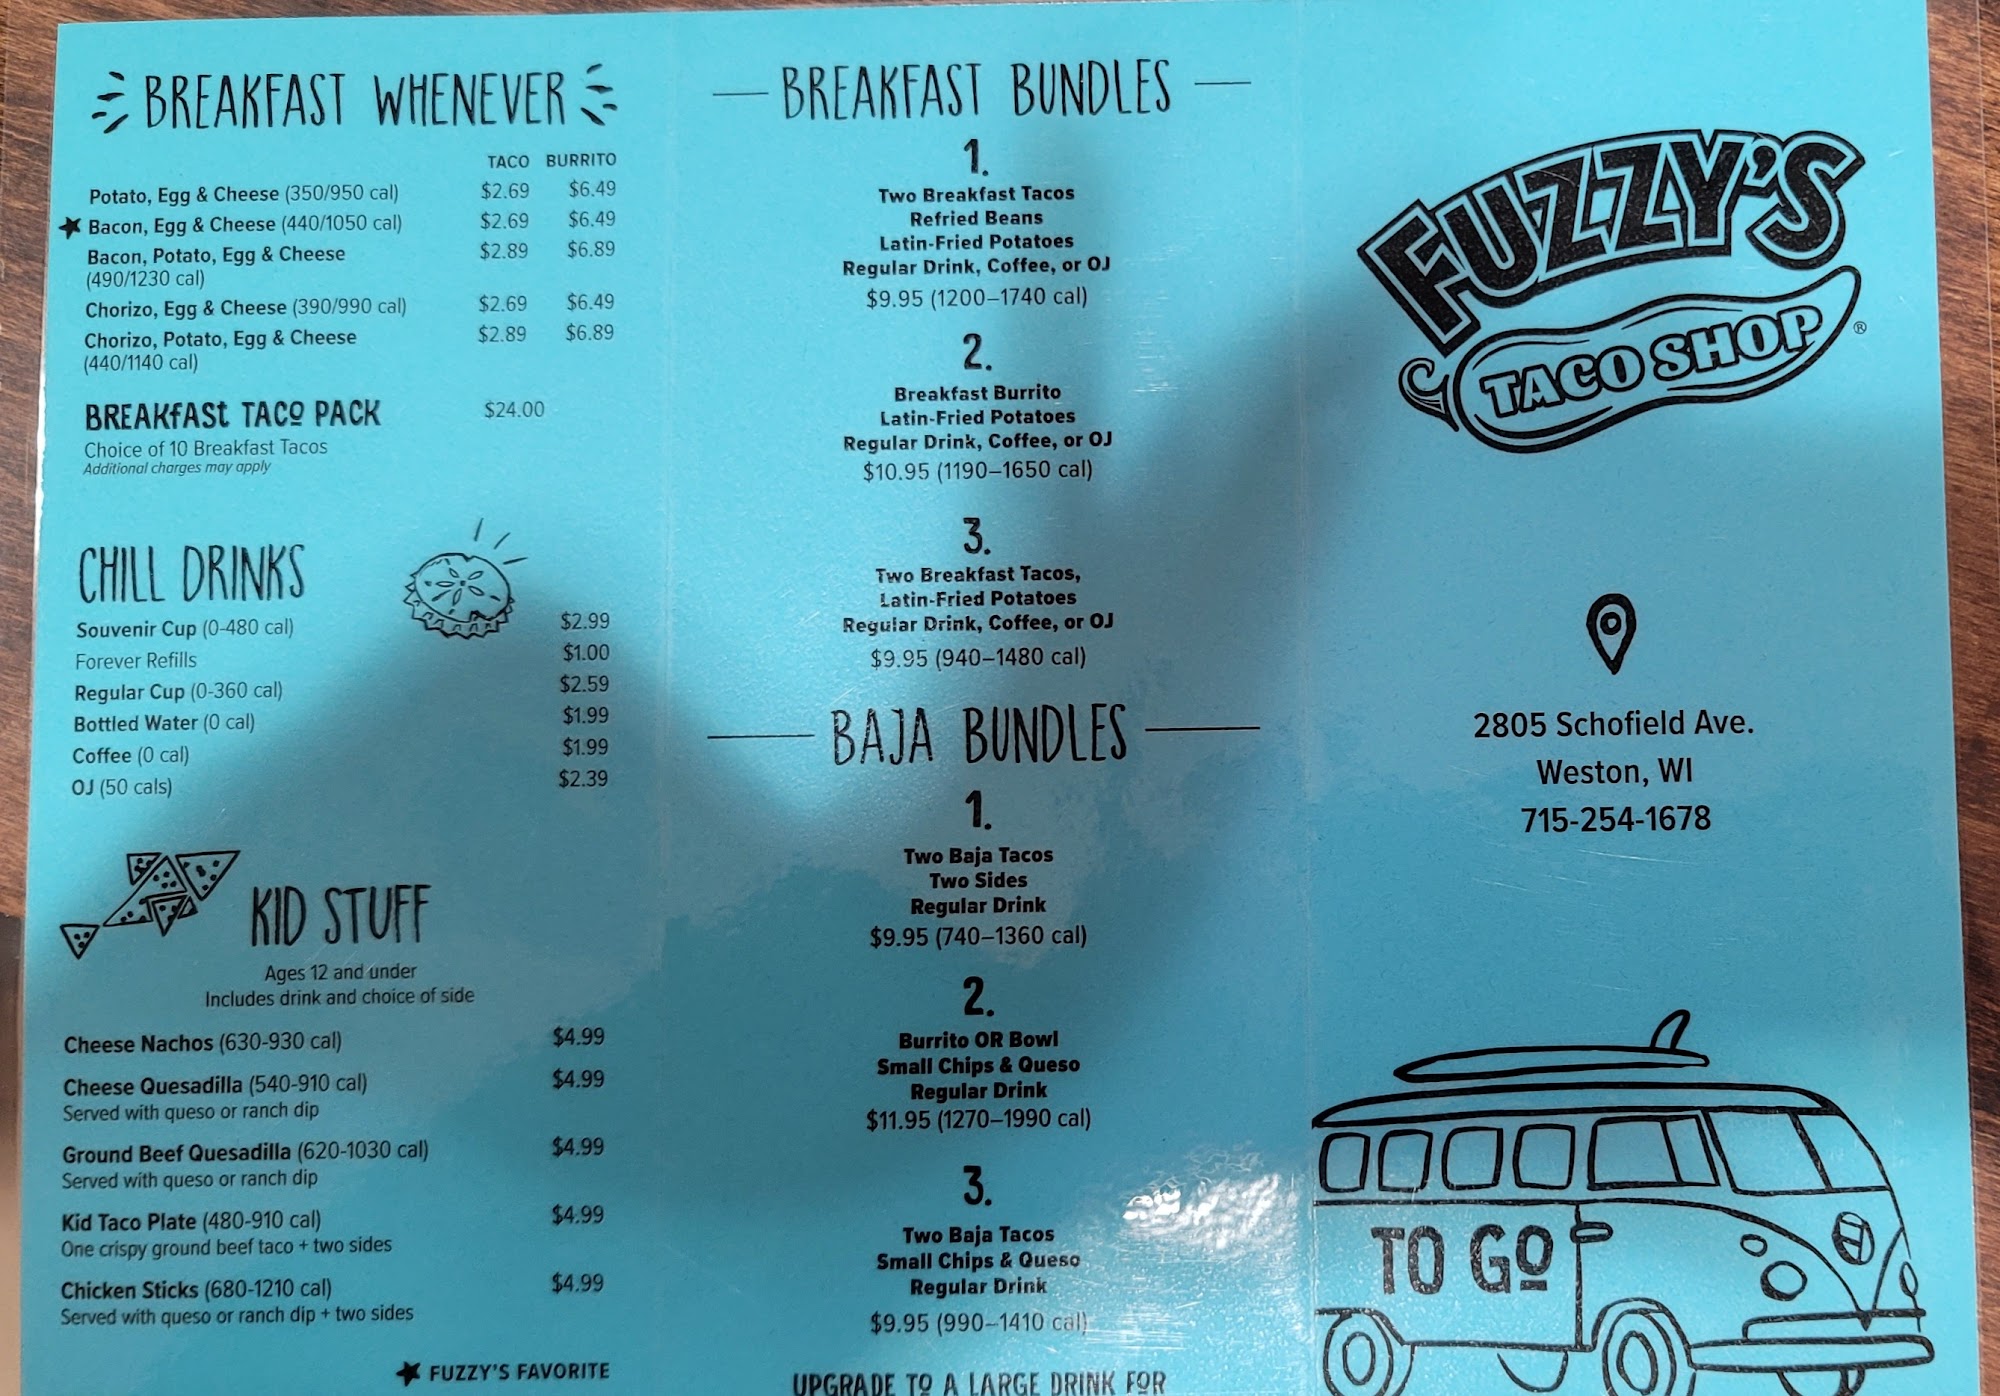 BREAKFAST WHENEVER
TACO BURRITO
Potato, Egg & Cheese (350/950 cal) $2.69 $6.49
Bacon, Egg & Cheese (440/1050 cal) $2.69 $6.49
Bacon, Potato, Egg & Cheese $2.89 $6.89
(490/1230 cal)
Chorizo, Egg & Cheese (390/990 cal) $2.69 $6.49
Chorizo, Potato, Egg & Cheese $2.89 $6.89
(440/1140 cal)
BREAKFAST TACO PACK $24.00
Choice of 10 Breakfast Tacos
Additional charges may apply
CHILL DRINKS
Souvenir Cup (0-480 cal) $2.99
Forever Refills $1.00
Regular Cup (0-360 cal) $2.59
Bottled Water (0 cal) $1.99
Coffee (0 cal) $1.99
OJ (50 cals) $2.39
KID STUFF
Ages 12 and under
Includes drink and choice of side
Cheese Nachos (630-930 cal) $4.99
Cheese Quesadilla (540-910 cal) $4.99
Served with queso or ranch dip
Ground Beef Quesadilla (620-1030 cal) $4.99
Served with queso or ranch dip
Kid Taco Plate (480-910 cal) $4.99
One crispy ground beef taco + two sides
Chicken Sticks (680-1210 cal) $4.99
Served with queso or ranch dip + two sides
FUZZY'S FAVORITE
BREAKFAST BUNDLES
1.
Two Breakfast Tacos
Refried Beans
Latin-Fried Potatoes
Regular Drink, Coffee, or OJ
$9.95 (1200–1740 cal)
2.
Breakfast Burrito
Latin-Fried Potatoes
Regular Drink, Coffee, or OJ
$10.95 (1190–1650 cal)
3.
Two Breakfast Tacos,
Latin-Fried Potatoes
Regular Drink, Coffee, or OJ
$9.95 (940–1480 cal)
BAJA BUNDLES
1.
Two Baja Tacos
Two Sides
Regular Drink
$9.95 (740–1360 cal)
2.
Burrito OR Bowl
Small Chips & Queso
Regular Drink
$11.95 (1270–1990 cal)
3.
Two Baja Tacos
Small Chips & Queso
Regular Drink
$9.95 (990–1410 cal)
UPGRADE TO A LARGE DRINK FOR
FUZZY'S
TACO SHOP ®
2805 Schofield Ave.
Weston, WI
715-254-1678
TO GO